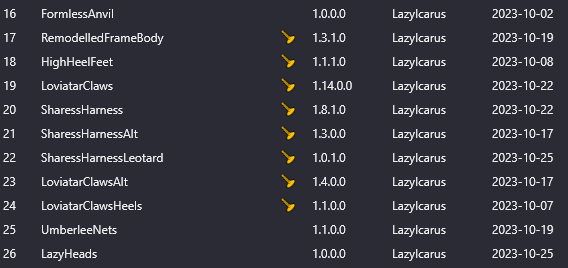 16 FormlessAnvil 1.0.0.0 LazyIcarus 2023-10-02
17 RemodelledFrameBody 1.3.1.0 LazyIcarus 2023-10-19
18 HighHeelFeet 1.1.1.0 LazyIcarus 2023-10-08
19 LoviatarClaws 1.14.0.0 LazyIcarus 2023-10-22
20 SharessHarness 1.8.1.0 LazyIcarus 2023-10-22
21 SharessHarnessAlt 1.3.0.0 LazyIcarus 2023-10-17
22 SharessHarnessLeotard 1.0.1.0 LazyIcarus 2023-10-25
23 LoviatarClawsAlt 1.4.0.0 LazyIcarus 2023-10-17
24 LoviatarClawsHeels 1.1.0.0 LazyIcarus 2023-10-07
25 UmberleeNets 1.1.0.0 LazyIcarus 2023-10-19
26 LazyHeads 1.0.0.0 LazyIcarus 2023-10-25